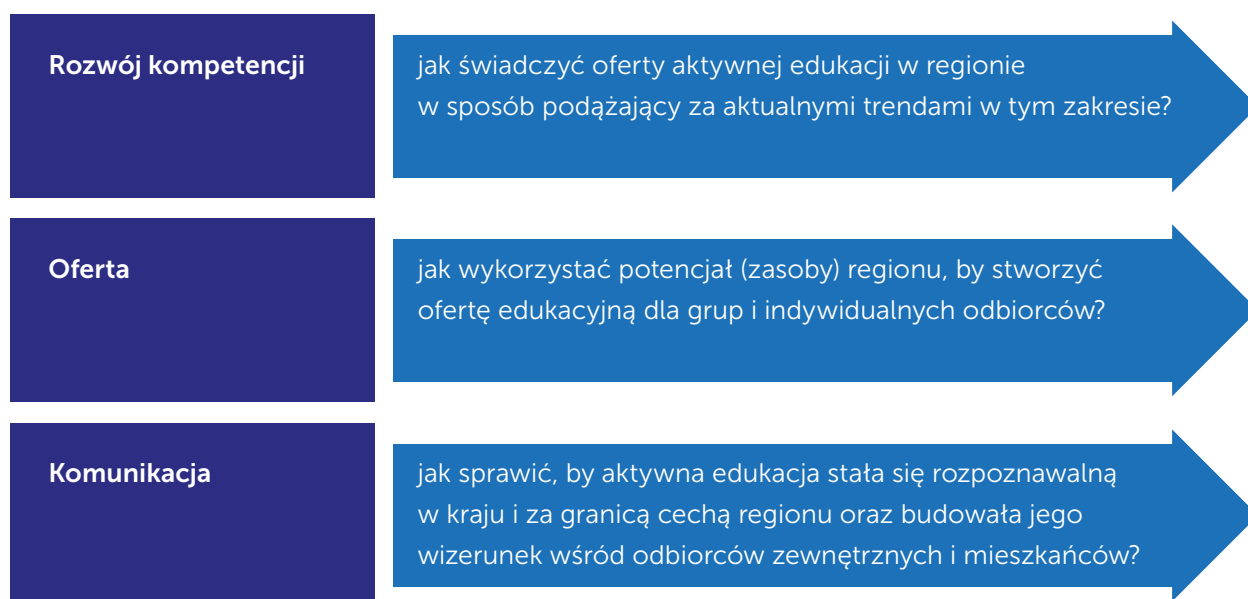 Rozwój kompetencji
jak świadczyć oferty aktywnej edukacji w regionie
w sposób podążający za aktualnymi trendami w tym zakresie?
Oferta
jak wykorzystać potencjał (zasoby) regionu, by stworzyć
ofertę edukacyjną dla grup i indywidualnych odbiorców?
Komunikacja
jak sprawić, by aktywna edukacja stała się rozpoznawalną
w kraju i za granicą cechą regionu oraz budowała jego
wizerunek wśród odbiorców zewnętrznych i mieszkańców?